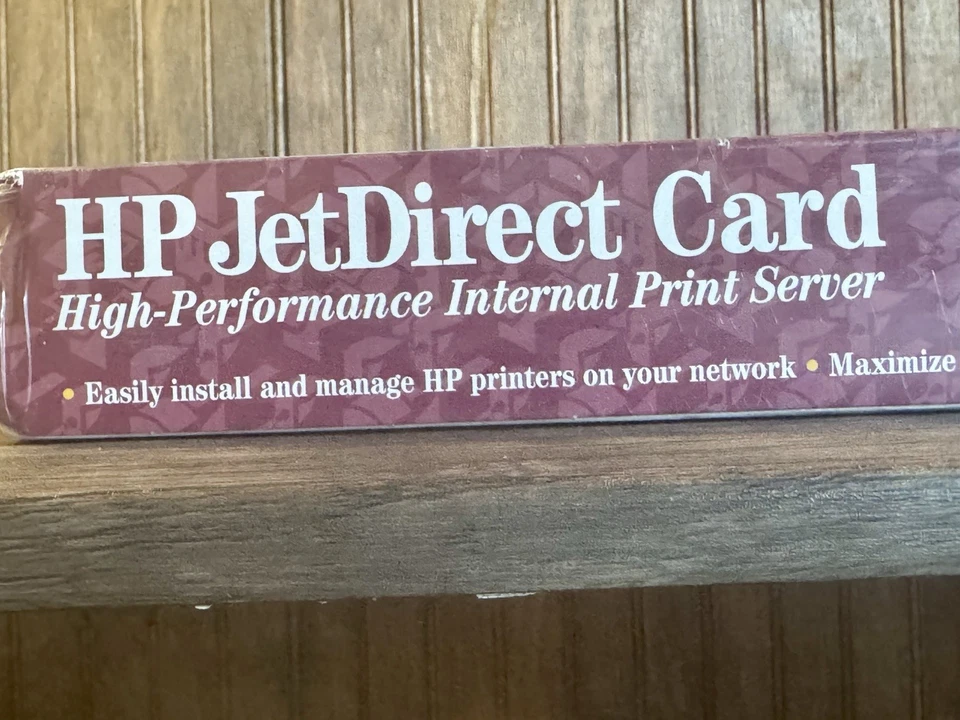 HP JetDirect Card
High-Performance Internal Print Server
• Easily install and manage HP printers on your network • Maximize